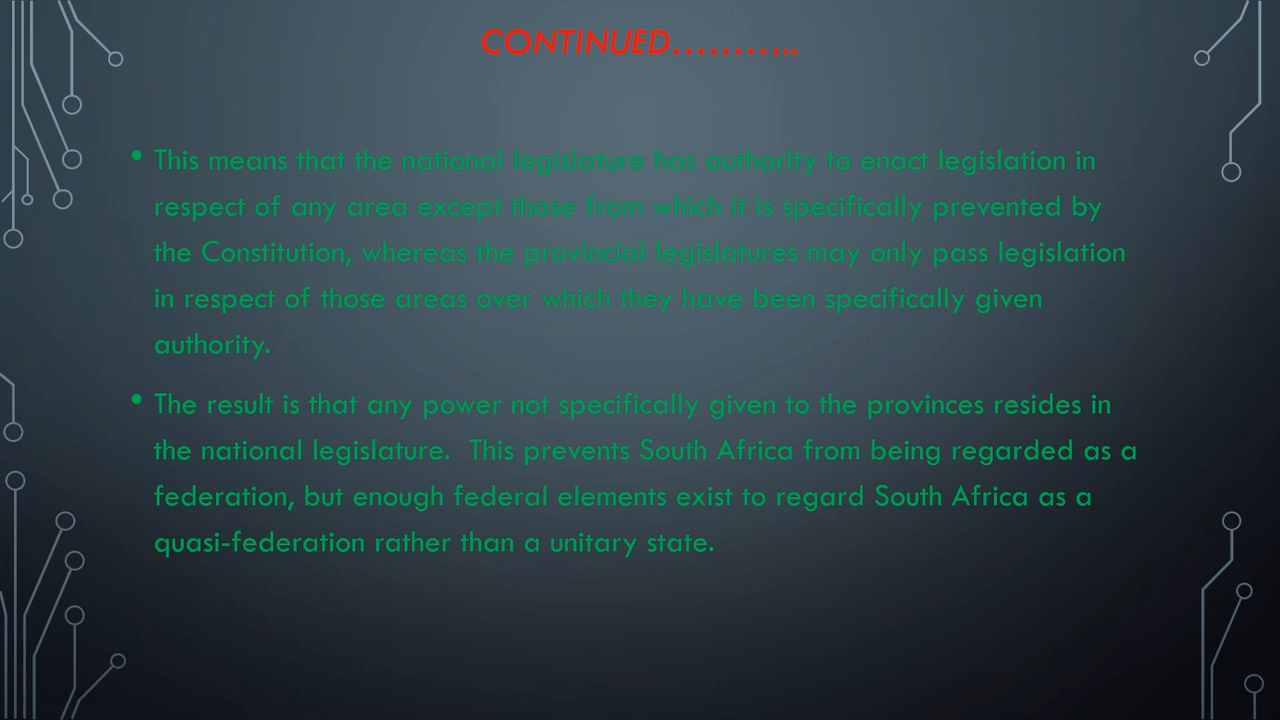 CONTINUED………..
• This means that the national legislature has authority to enact legislation in
respect of any area except those from which it is specifically prevented by
the Constitution, whereas the provincial legislatures may only pass legislation
in respect of those areas over which they have been specifically given
authority.
• The result is that any power not specifically given to the provinces resides in
the national legislature.  This prevents South Africa from being regarded as a
federation, but enough federal elements exist to regard South Africa as a
quasi-federation rather than a unitary state.